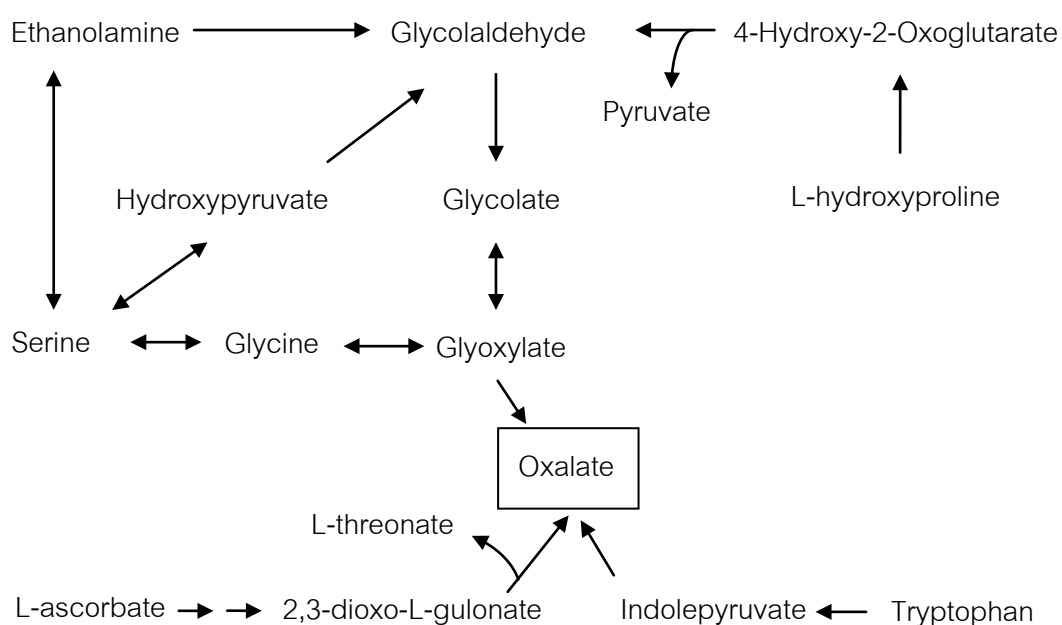 Ethanolamine Glycolaldehyde 4-Hydroxy-2-Oxoglutarate
Pyruvate
Hydroxypyruvate Glycolate L-hydroxyproline
Serine Glycine Glyoxylate
Oxalate
L-threonate
L-ascorbate 2,3-dioxo-L-gulonate Indolepyruvate Tryptophan